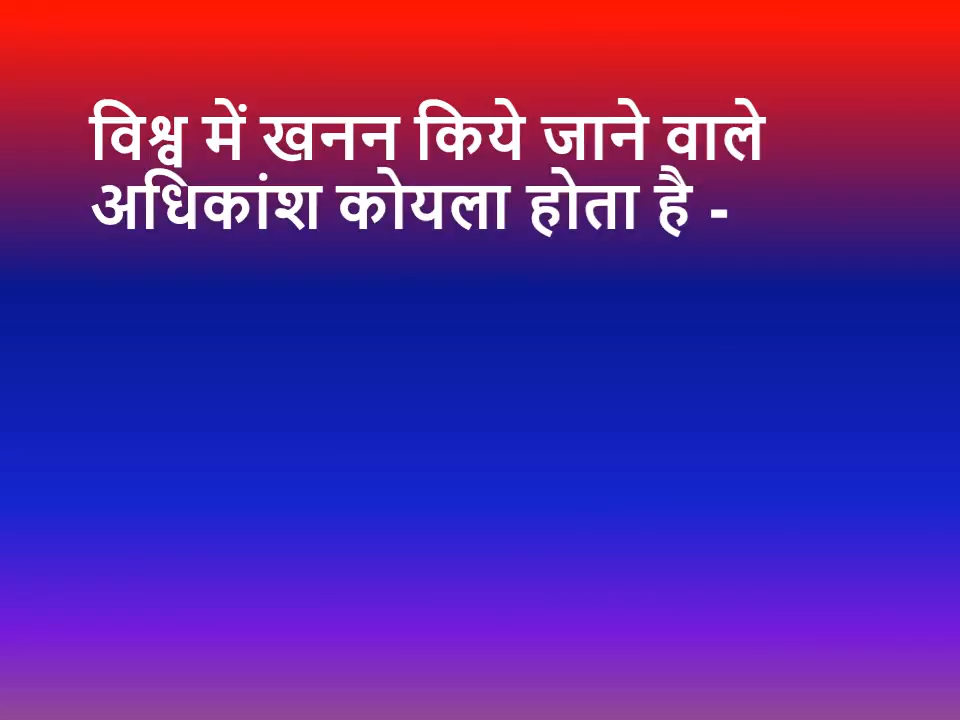 विश्व में खनन किये जाने वाले
अधिकांश कोयला होता है -